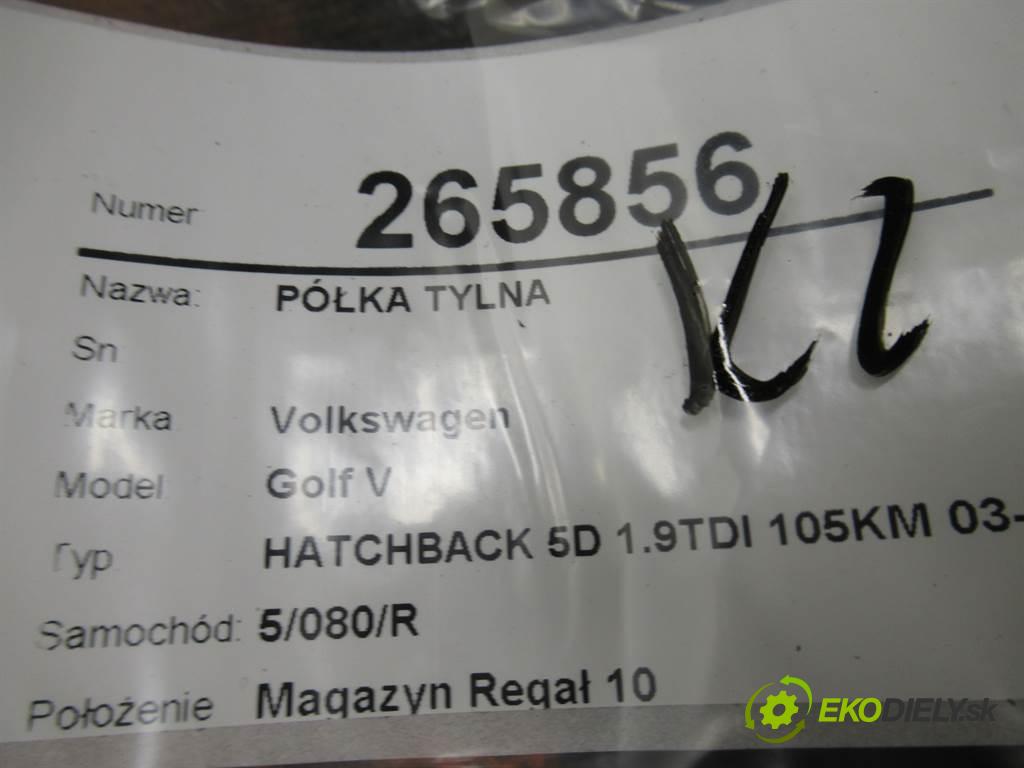 Numer 265856
Nazwa: PÓŁKA TYLNA
Sn
Marka Volkswagen
Model Golf V
Typ HATCHBACK 5D 1.9TDI 105KM 03-
Samochód: 5/080/R
Położenie Magazyn Regał 10
EKODIELY.sk